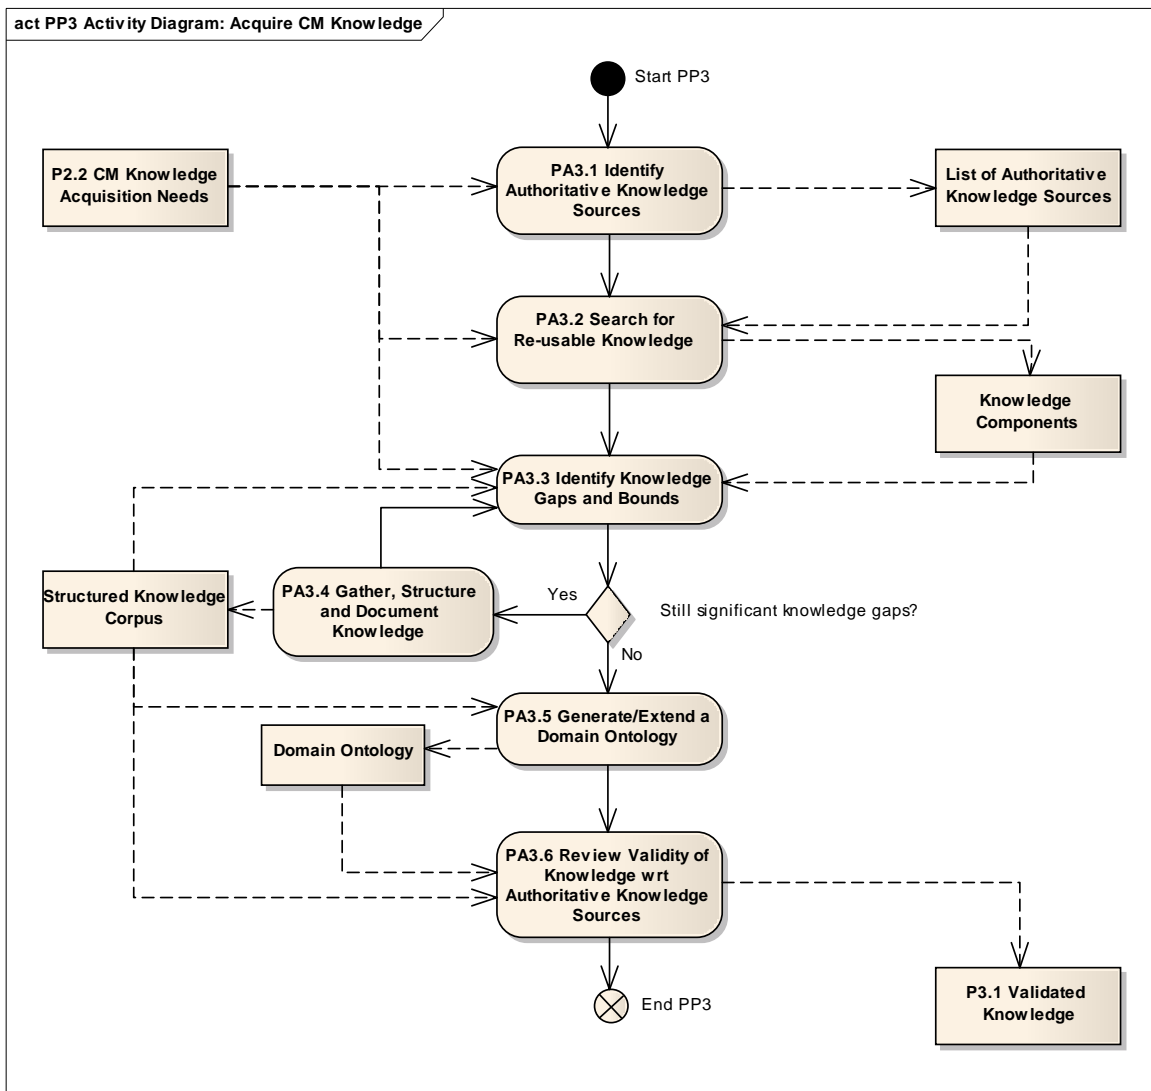 act PP3 Activity Diagram: Acquire CM Knowledge
Start PP3
P2.2 CM Knowledge
Acquisition Needs
PA3.1 Identify
Authoritative Knowledge
Sources
List of Authoritative
Knowledge Sources
PA3.2 Search for
Re-usable Knowledge
Knowledge
Components
PA3.3 Identify Knowledge
Gaps and Bounds
Structured Knowledge
Corpus
PA3.4 Gather, Structure
and Document
Knowledge
Yes
Still significant knowledge gaps?
No
PA3.5 Generate/Extend a
Domain Ontology
Domain Ontology
PA3.6 Review Validity of
Knowledge wrt
Authoritative Knowledge
Sources
P3.1 Validated
Knowledge
End PP3